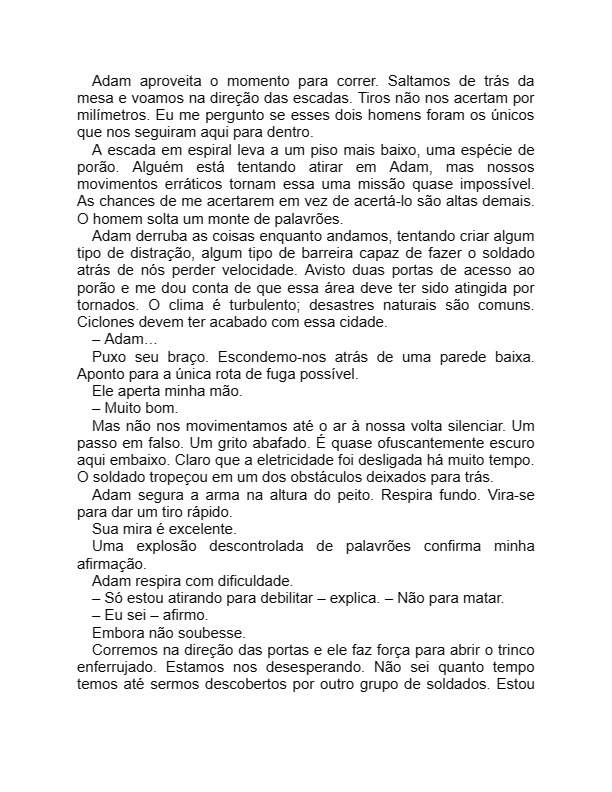 Adam aproveita o momento para correr. Saltamos de trás da
mesa e voamos na direção das escadas. Tiros não nos acertam por
milímetros. Eu me pergunto se esses dois homens foram os únicos
que nos seguiram aqui para dentro.
A escada em espiral leva a um piso mais baixo, uma espécie de
porão. Alguém está tentando atirar em Adam, mas nossos
movimentos erráticos tornam essa uma missão quase impossível.
As chances de me acertarem em vez de acertá-lo são altas demais.
O homem solta um monte de palavrões.
Adam derruba as coisas enquanto andamos, tentando criar algum
tipo de distração, algum tipo de barreira capaz de fazer o soldado
atrás de nós perder velocidade. Avisto duas portas de acesso ao
porão e me dou conta de que essa área deve ter sido atingida por
tornados. O clima é turbulento; desastres naturais são comuns.
Ciclones devem ter acabado com essa cidade.
– Adam…
Puxo seu braço. Escondemo-nos atrás de uma parede baixa.
Aponto para a única rota de fuga possível.
Ele aperta minha mão.
– Muito bom.
Mas não nos movimentamos até o ar à nossa volta silenciar. Um
passo em falso. Um grito abafado. É quase ofuscantemente escuro
aqui embaixo. Claro que a eletricidade foi desligada há muito tempo.
O soldado tropeçou em um dos obstáculos deixados para trás.
Adam segura a arma na altura do peito. Respira fundo. Vira-se
para dar um tiro rápido.
Sua mira é excelente.
Uma explosão descontrolada de palavrões confirma minha
afirmação.
Adam respira com dificuldade.
– Só estou atirando para debilitar – explica. – Não para matar.
– Eu sei – afirmo.
Embora não soubesse.
Corremos na direção das portas e ele faz força para abrir o trinco
enferrujado. Estamos nos desesperando. Não sei quanto tempo
temos até sermos descobertos por outro grupo de soldados. Estou